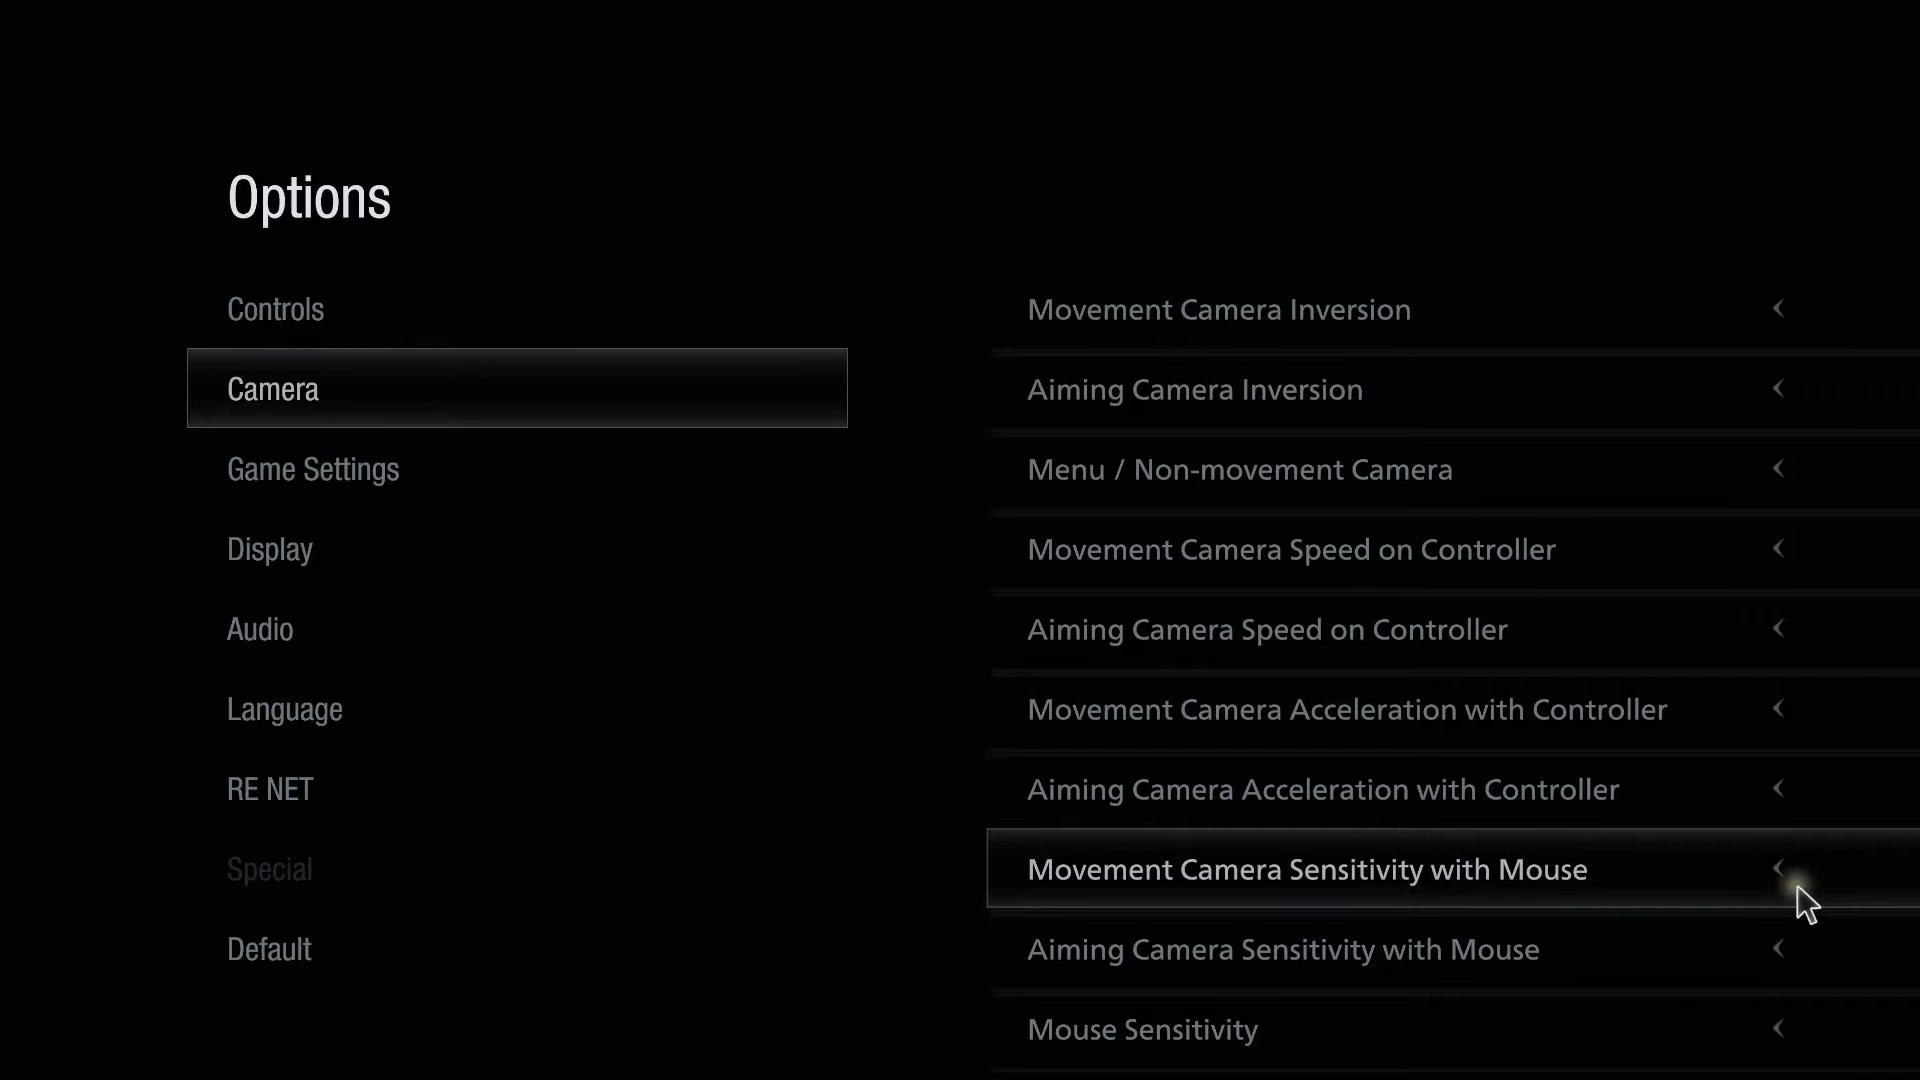 Options
Controls
Camera
Game Settings
Display
Audio
Language
RE NET
Special
Default
Movement Camera Inversion
Aiming Camera Inversion
Menu / Non-movement Camera
Movement Camera Speed on Controller
Aiming Camera Speed on Controller
Movement Camera Acceleration with Controller
Aiming Camera Acceleration with Controller
Movement Camera Sensitivity with Mouse
Aiming Camera Sensitivity with Mouse
Mouse Sensitivity